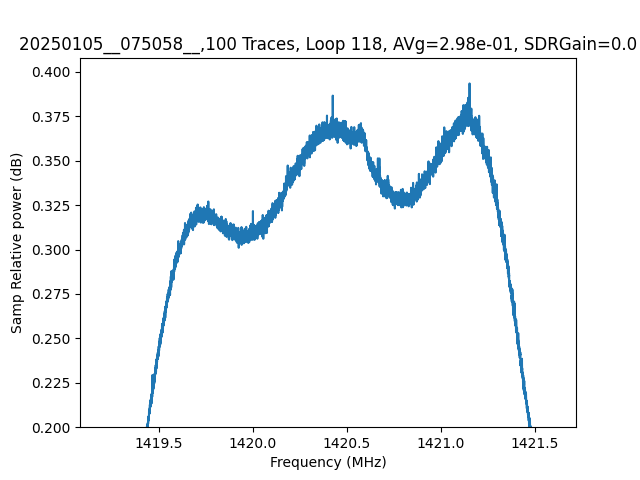 20250105__075058__,100 Traces, Loop 118, AVg=2.98e-01, SDRGain=0.0
0.400
0.375
0.350
0.325
0.300
0.275
0.250
0.225
0.200
Samp Relative power (dB)
1419.5 1420.0 1420.5 1421.0 1421.5
Frequency (MHz)